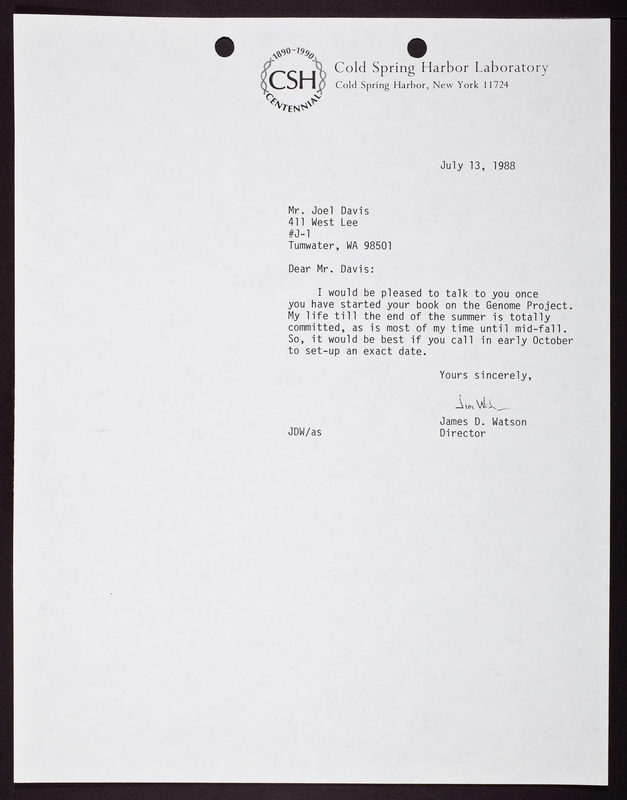 1890-1990
CSH
CENTENNIAL
Cold Spring Harbor Laboratory
Cold Spring Harbor, New York 11724
July 13, 1988
Mr. Joel Davis
411 West Lee
#J-1
Tumwater, WA 98501
Dear Mr. Davis:
I would be pleased to talk to you once
you have started your book on the Genome Project.
My life till the end of the summer is totally
committed, as is most of my time until mid-fall.
So, it would be best if you call in early October
to set-up an exact date.
Yours sincerely,
Jim Watson
James D. Watson
JDW/as
Director